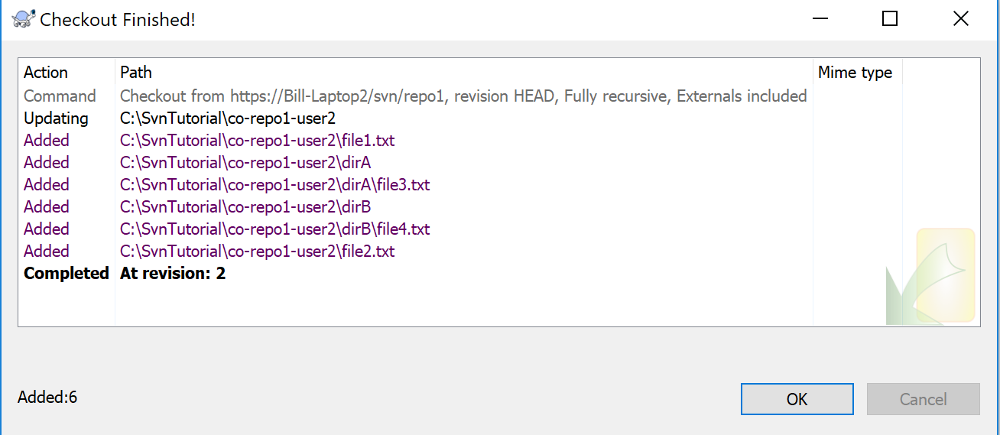 Checkout Finished!
Action Path Mime type
Command Checkout from https://Bill-Laptop2/svn/repo1, revision HEAD, Fully recursive, Externals included
Updating C:\SvnTutorial\co-repo1-user2
Added C:\SvnTutorial\co-repo1-user2\file1.txt
Added C:\SvnTutorial\co-repo1-user2\dirA
Added C:\SvnTutorial\co-repo1-user2\dirA\file3.txt
Added C:\SvnTutorial\co-repo1-user2\dirB
Added C:\SvnTutorial\co-repo1-user2\dirB\file4.txt
Added C:\SvnTutorial\co-repo1-user2\file2.txt
Completed At revision: 2
Added:6
OK Cancel